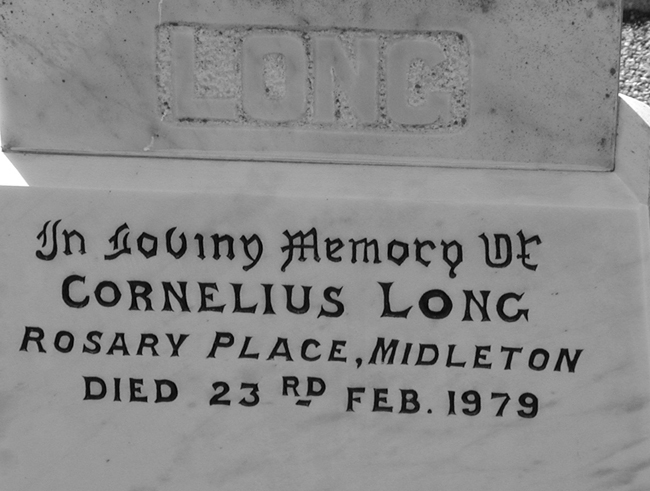 LONG
In Loving Memory Of
CORNELIUS LONG
ROSARY PLACE, MIDLETON
DIED 23RD FEB. 1979